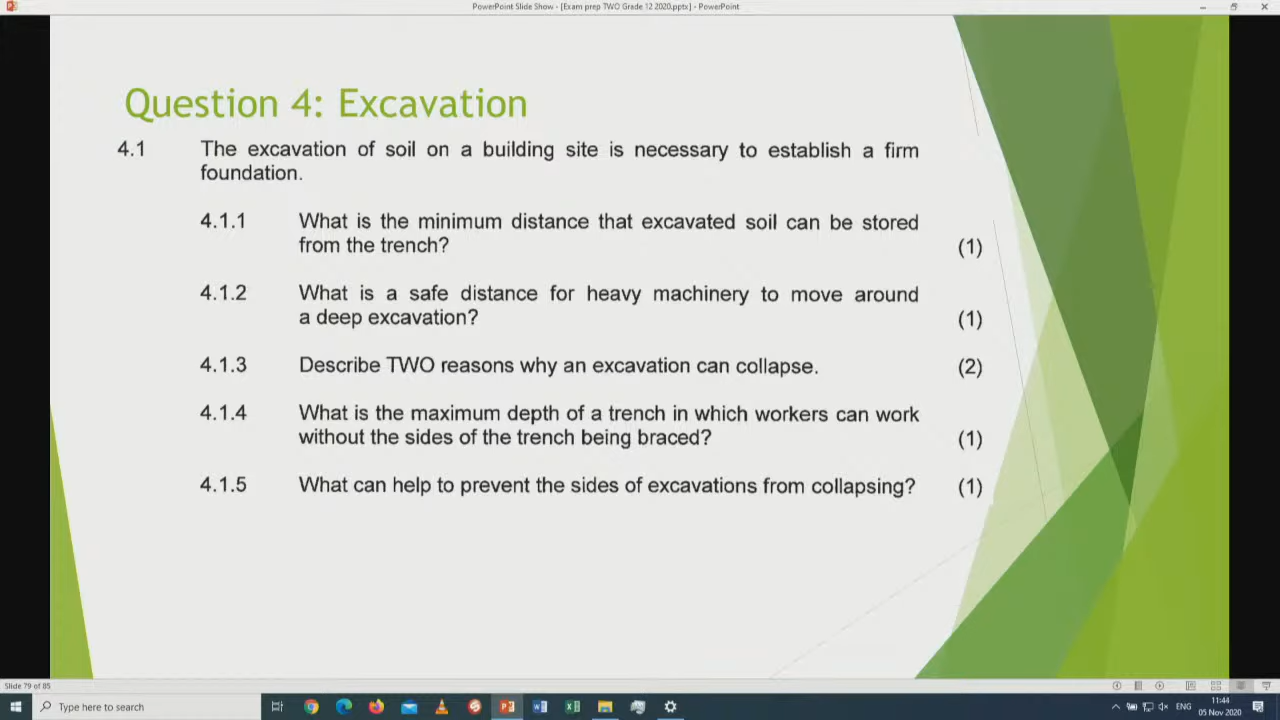 PowerPoint Slide Show - [Exam prep TWO Grade 12 2020.pptx] - PowerPoint
Question 4: Excavation
4.1 The excavation of soil on a building site is necessary to establish a firm
foundation.
4.1.1 What is the minimum distance that excavated soil can be stored
from the trench? (1)
4.1.2 What is a safe distance for heavy machinery to move around
a deep excavation? (1)
4.1.3 Describe TWO reasons why an excavation can collapse. (2)
4.1.4 What is the maximum depth of a trench in which workers can work
without the sides of the trench being braced? (1)
4.1.5 What can help to prevent the sides of excavations from collapsing? (1)
Slide 79 of 85
Type here to search
ENG
11:44
05 Nov 2020